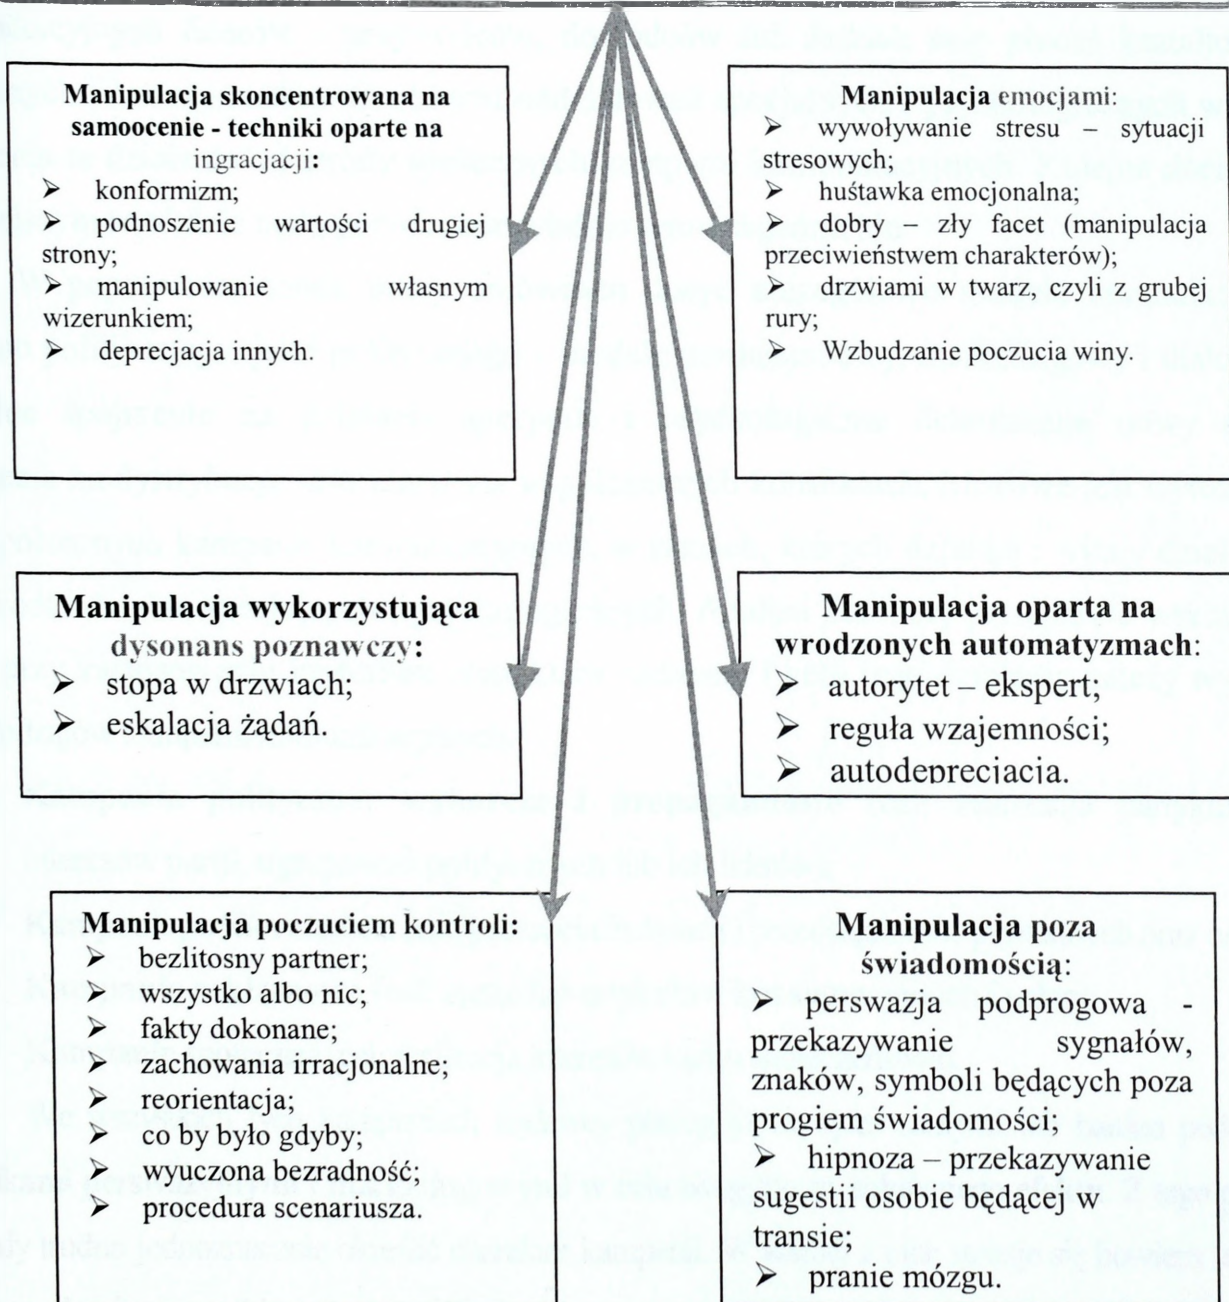 Manipulacja skoncentrowana na
samoocenie - techniki oparte na
ingracjacji:
➢ konformizm;
➢ podnoszenie wartości drugiej
strony;
➢ manipulowanie własnym
wizerunkiem;
➢ deprecjacja innych.
Manipulacja emocjami:
➢ wywoływanie stresu – sytuacji
stresowych;
➢ huśtawka emocjonalna;
➢ dobry – zły facet (manipulacja
przeciwieństwem charakterów);
➢ drzwiami w twarz, czyli z grubej
rury;
➢ Wzbudzanie poczucia winy.
Manipulacja wykorzystująca
dysonans poznawczy:
➢ stopa w drzwiach;
➢ eskalacja żądań.
Manipulacja oparta na
wrodzonych automatyzmach:
➢ autorytet – ekspert;
➢ reguła wzajemności;
➢ autodeprecjacja.
Manipulacja poczuciem kontroli:
➢ bezlitosny partner;
➢ wszystko albo nic;
➢ fakty dokonane;
➢ zachowania irracjonalne;
➢ reorientacja;
➢ co by było gdyby;
➢ wyuczona bezradność;
➢ procedura scenariusza.
Manipulacja poza
świadomością:
➢ perswazja podprogowa -
przekazywanie sygnałów,
znaków, symboli będących poza
progiem świadomości;
➢ hipnoza – przekazywanie
sugestii osobie będącej w
transie;
➢ pranie mózgu.